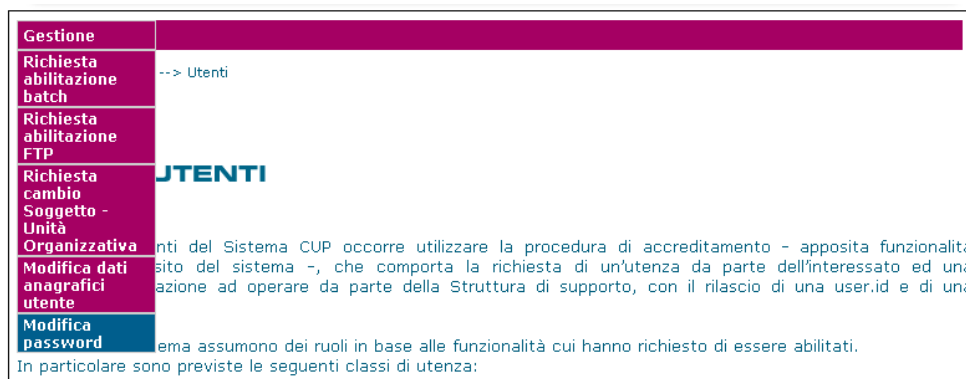 Gestione
Richiesta
abilitazione
batch
Richiesta
abilitazione
FTP
Richiesta
cambio
Soggetto -
Unità
Organizzativa
Modifica dati
anagrafici
utente
Modifica
password
--> Utenti
UTENTI
nti del Sistema CUP occorre utilizzare la procedura di accreditamento – apposita funzionalità
sito del sistema –, che comporta la richiesta di un'utenza da parte dell'interessato ed una
azione ad operare da parte della Struttura di supporto, con il rilascio di una user.id e di una
ema assumono dei ruoli in base alle funzionalità cui hanno richiesto di essere abilitati.
In particolare sono previste le seguenti classi di utenza: